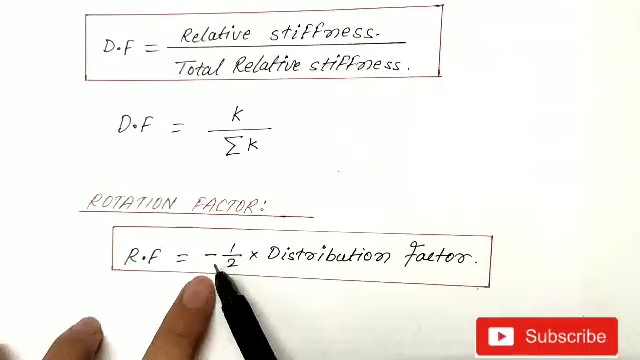 D.F = Relative stiffness.
Total Relative stiffness.
D.F = K
Σ K
ROTATION FACTOR:
R.F = - 1/2 × Distribution factor.
Subscribe